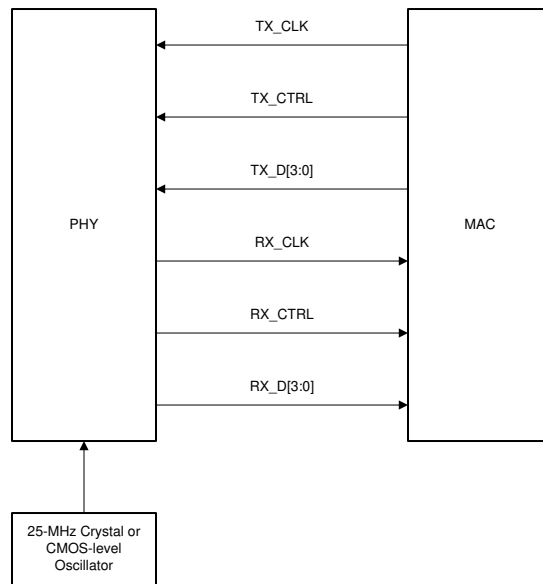 TX_CLK
TX_CTRL
TX_D[3:0]
PHY
MAC
RX_CLK
RX_CTRL
RX_D[3:0]
25-MHz Crystal or
CMOS-level
Oscillator